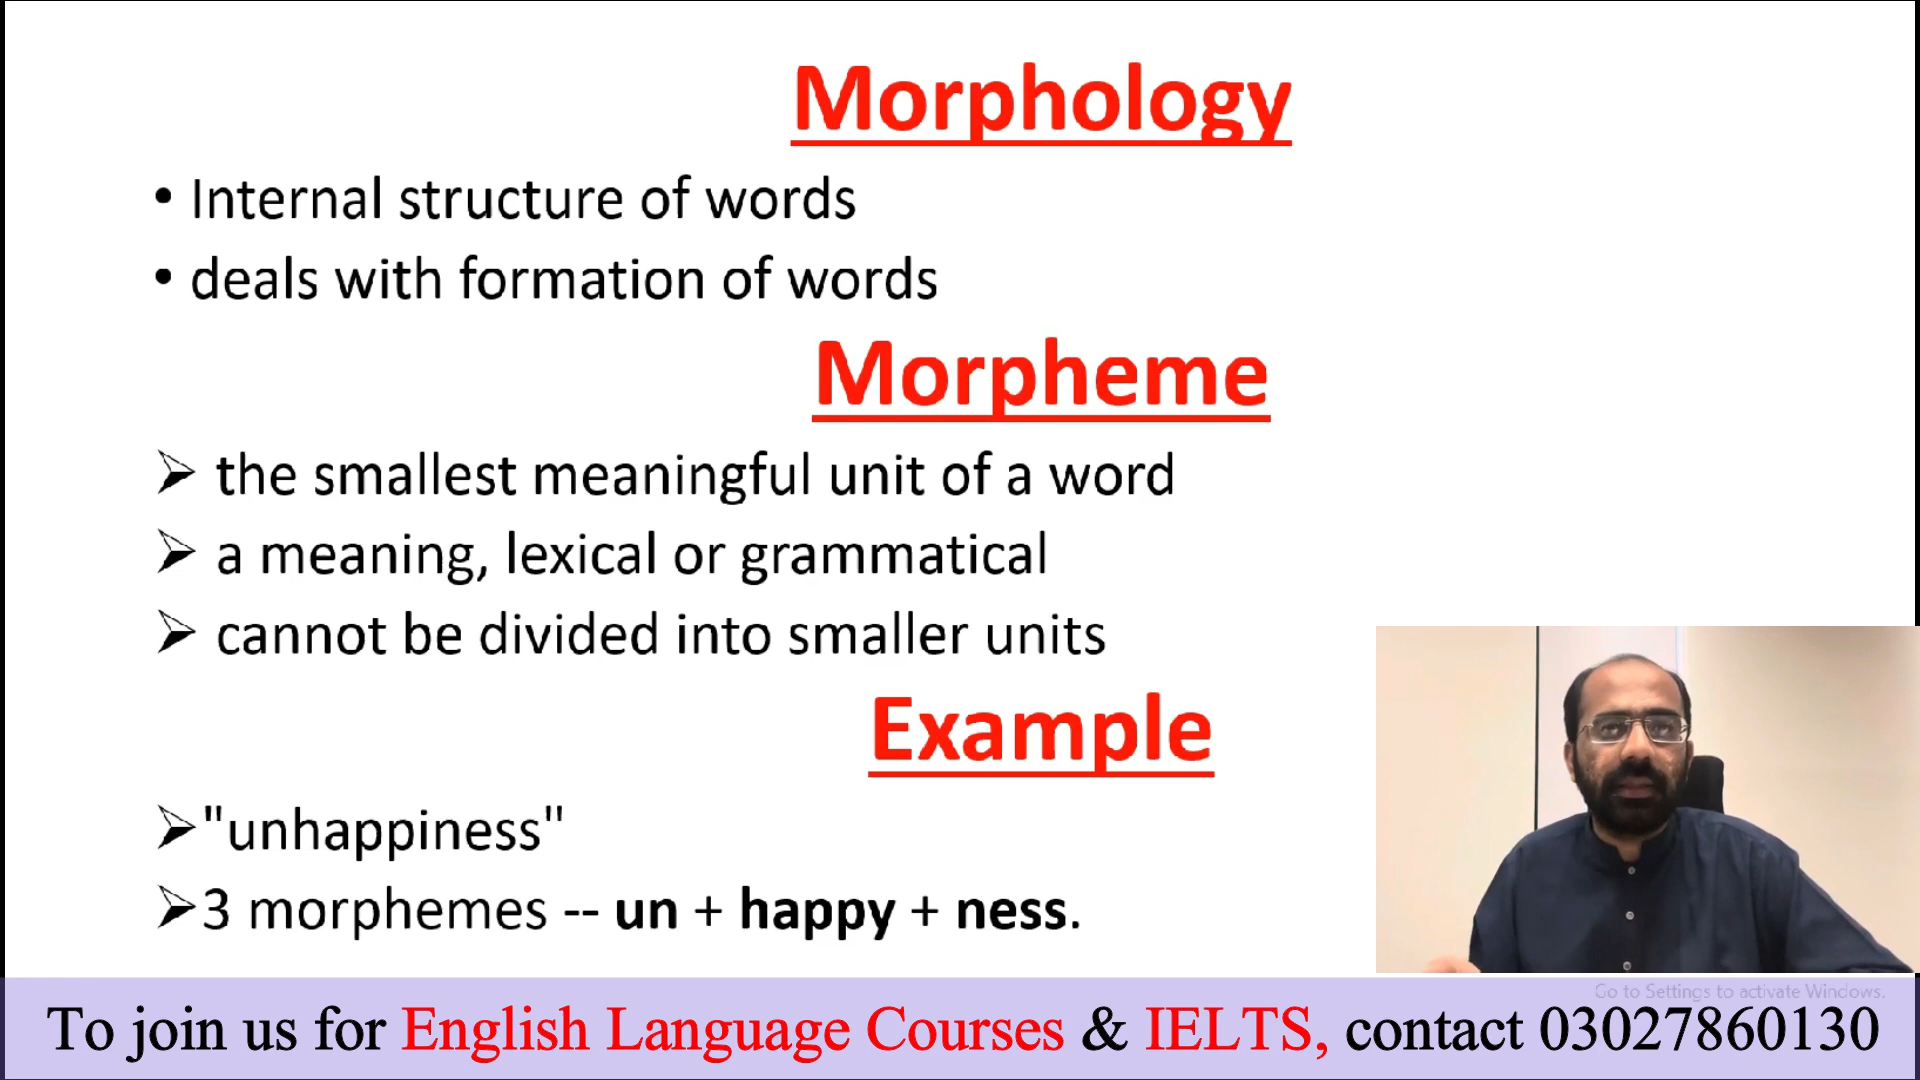 Morphology
• Internal structure of words
• deals with formation of words
Morpheme
➢ the smallest meaningful unit of a word
➢ a meaning, lexical or grammatical
➢ cannot be divided into smaller units
Example
➢"unhappiness"
➢3 morphemes -- un + happy + ness.
Go to Settings to activate Windows.
To join us for English Language Courses & IELTS, contact 03027860130